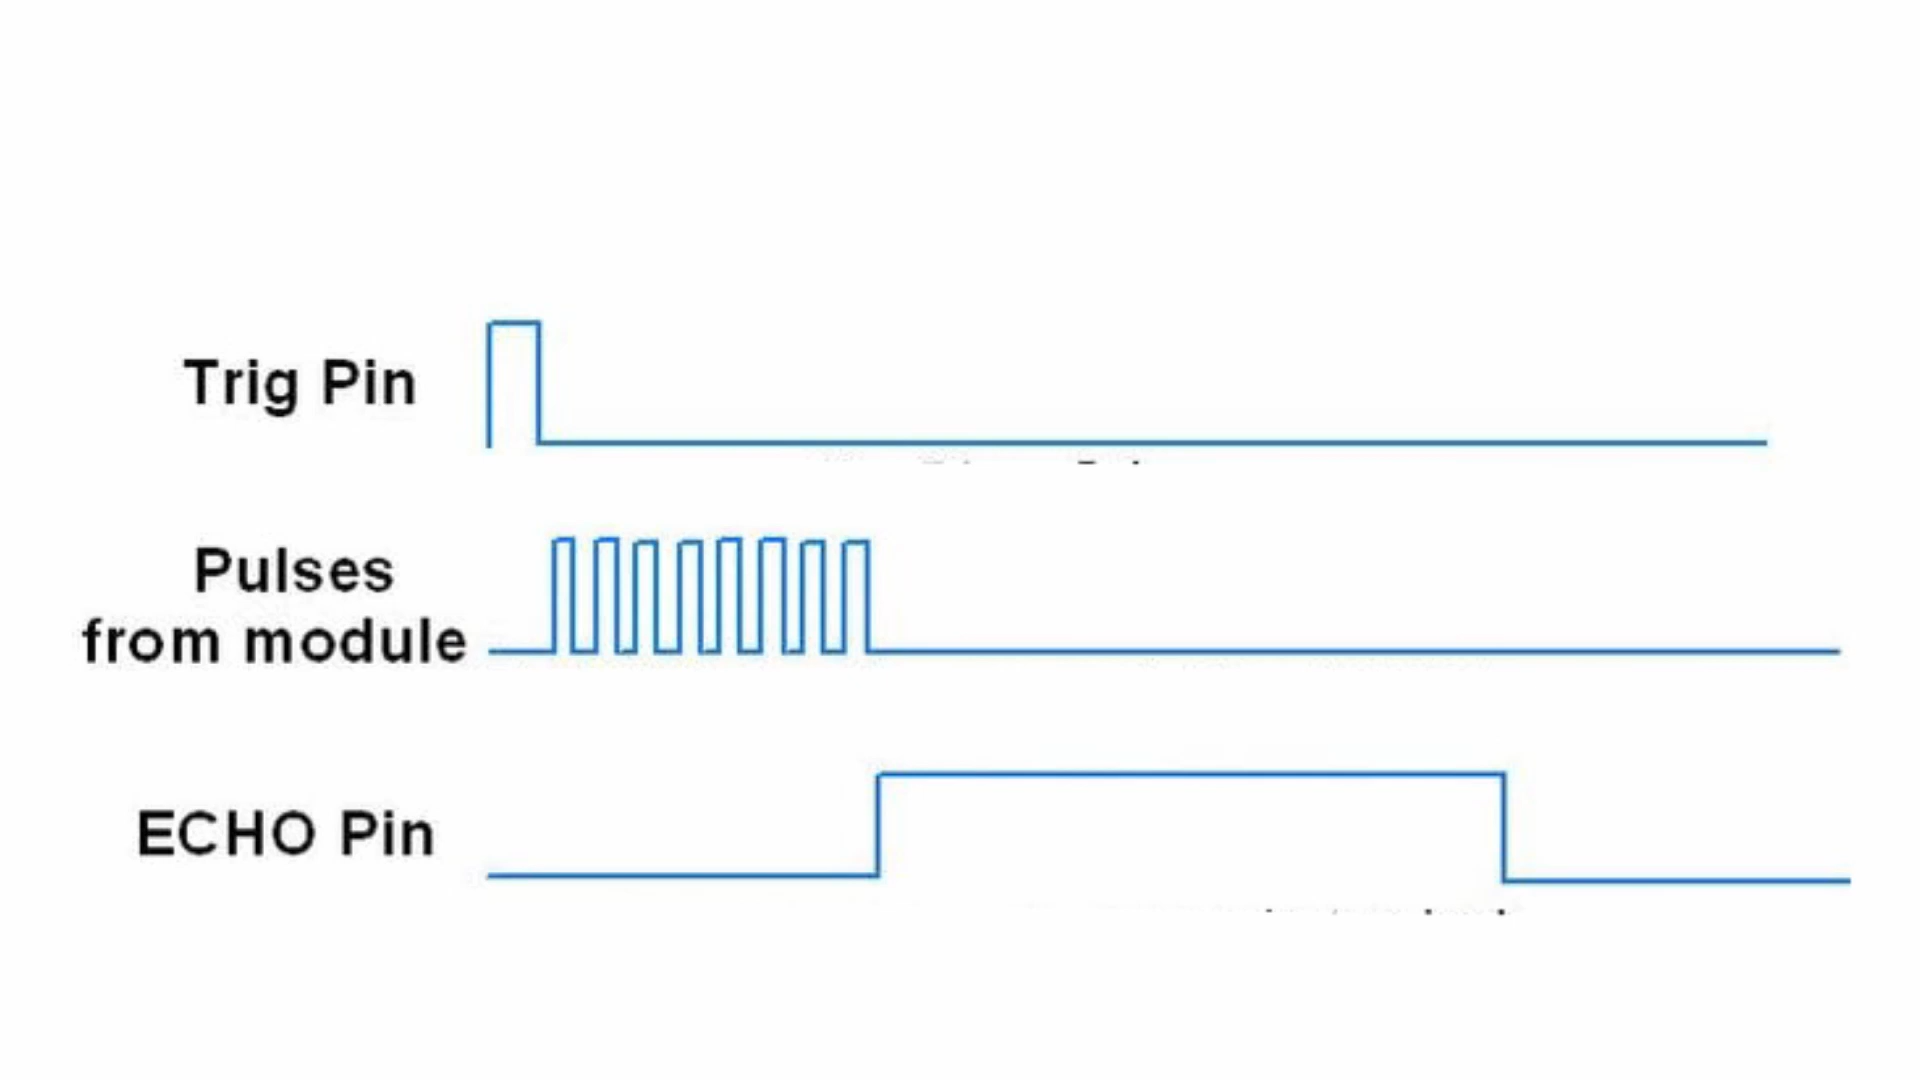 Trig Pin
Pulses
from module
ECHO Pin